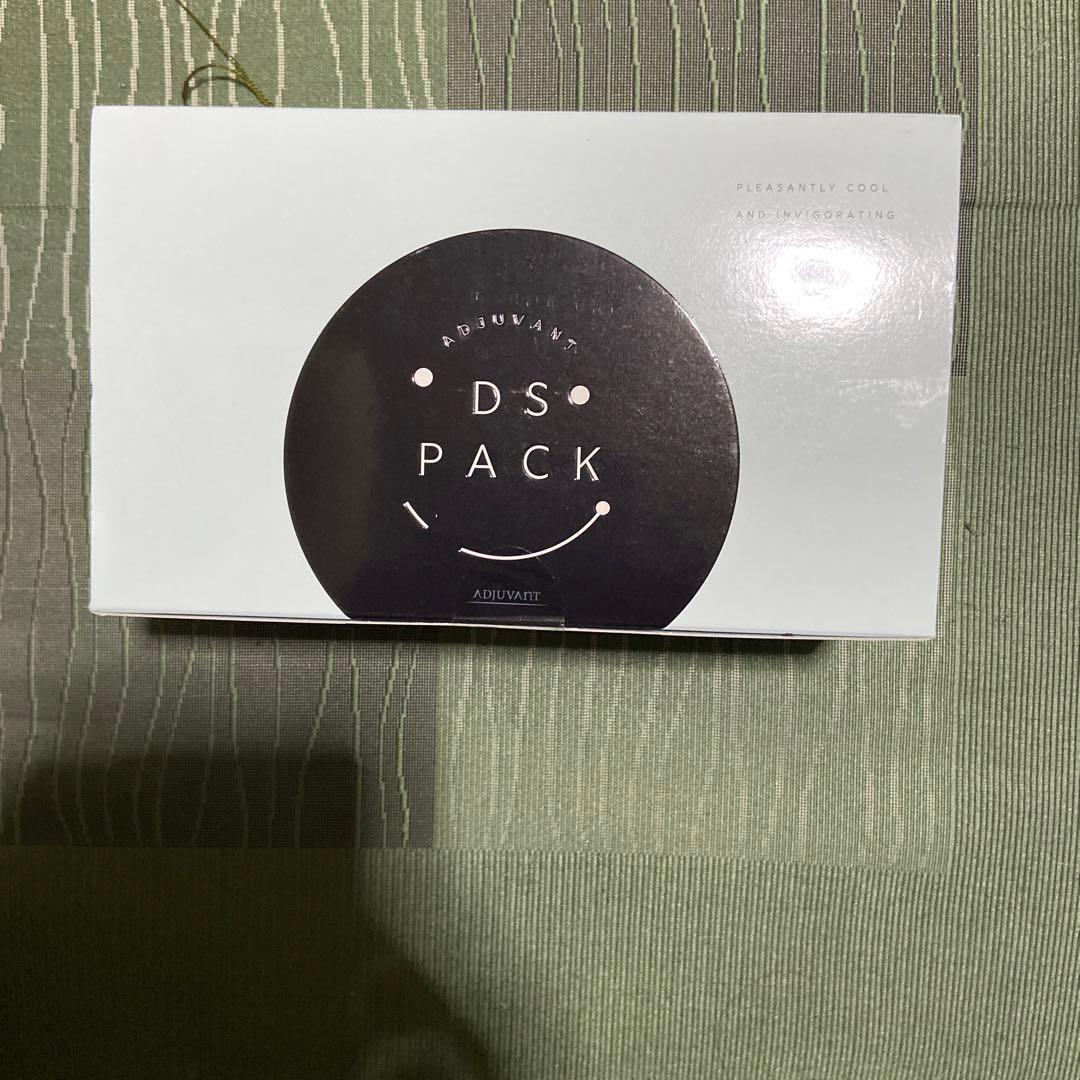 PLEASANTLY COOL
AND INVIGORATING
ADJUVANT
DS
PACK
ADJUVANT